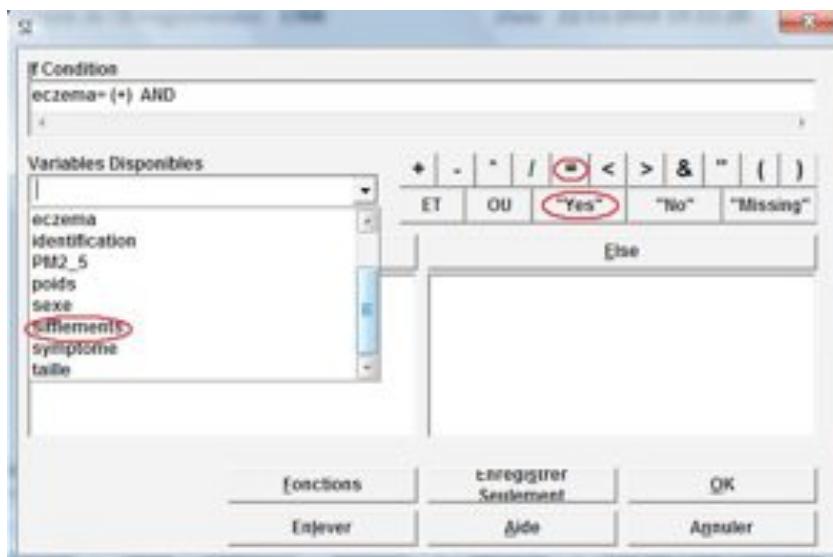 SI
If Condition
eczema= (+) AND
Variables Disponibles
+ - * / = < > & " ( )
ET OU "Yes" "No" "Missing"
eczema
identification
PM2_5
poids
sexe
sifflements
symptome
taille
Else
Fonctions
Enregistrer Seulement
OK
Enlever
Aide
Annuler